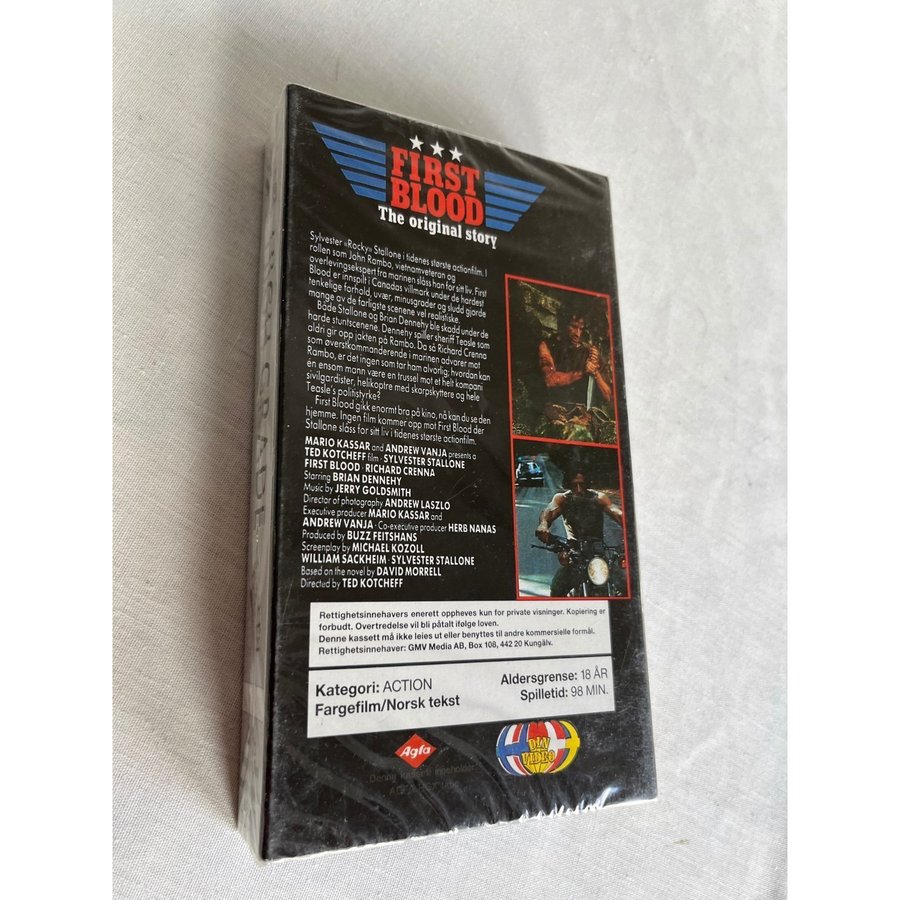 FIRST
BLOOD
The original story
Sylvester «Rocky» Stallone i tidenes største actionfilm. I
rollen som John Rambo, vietnamveteran og
overlevingsekspert fra marinen slåss han for sitt liv. First
Blood er innspilt i Canadas villmark under de hardest
tenkelige forhold, uvær, minusgrader og sludd gjorde
mange av de farligste scenene vel realistiske.
Både Stallone og Brian Dennehy ble skadd under de
harde stuntscenene. Dennehy spiller sheriff Teasle som
aldri gir opp jakten på Rambo. Da så Richard Crenna
som øverstkommanderende i marinen advarer mot
Rambo, er det ingen som tar ham alvorlig; hvordan kan
én ensom mann være en trussel mot et helt kompani
sivilgardister, helikoptre med skarpskyttere og hele
Teasle's politistyrke?
First Blood gikk enormt bra på kino, nå kan du se den
hjemme. Ingen film kommer opp mot First Blood der
Stallone slåss for sitt liv i tidenes største actionfilm.
MARIO KASSAR and ANDREW VANJA presents a
TED KOTCHEFF film · SYLVESTER STALLONE
FIRST BLOOD · RICHARD CRENNA
Starring BRIAN DENNEHY
Music by JERRY GOLDSMITH
Director of photography ANDREW LASZLO
Executive producer MARIO KASSAR and
ANDREW VANJA · Co-executive producer HERB NANAS
Produced by BUZZ FEITSHANS
Screenplay by MICHAEL KOZOLL
WILLIAM SACKHEIM · SYLVESTER STALLONE
Based on the novel by DAVID MORRELL
Directed by TED KOTCHEFF
Rettighetsinnehavers enerett oppheves kun for private visninger. Kopiering er
forbudt. Overtredelse vil bli påtalt ifølge loven.
Denne kassett må ikke leies ut eller benyttes til andre kommersielle formål.
Rettighetsinnehaver: GMV Media AB, Box 108, 442 20 Kungälv.
Kategori: ACTION
Fargefilm/Norsk tekst
Aldersgrense: 18 ÅR
Spilletid: 98 MIN.
Agfa
DIN
VIDEO
Denne kassett inneholder